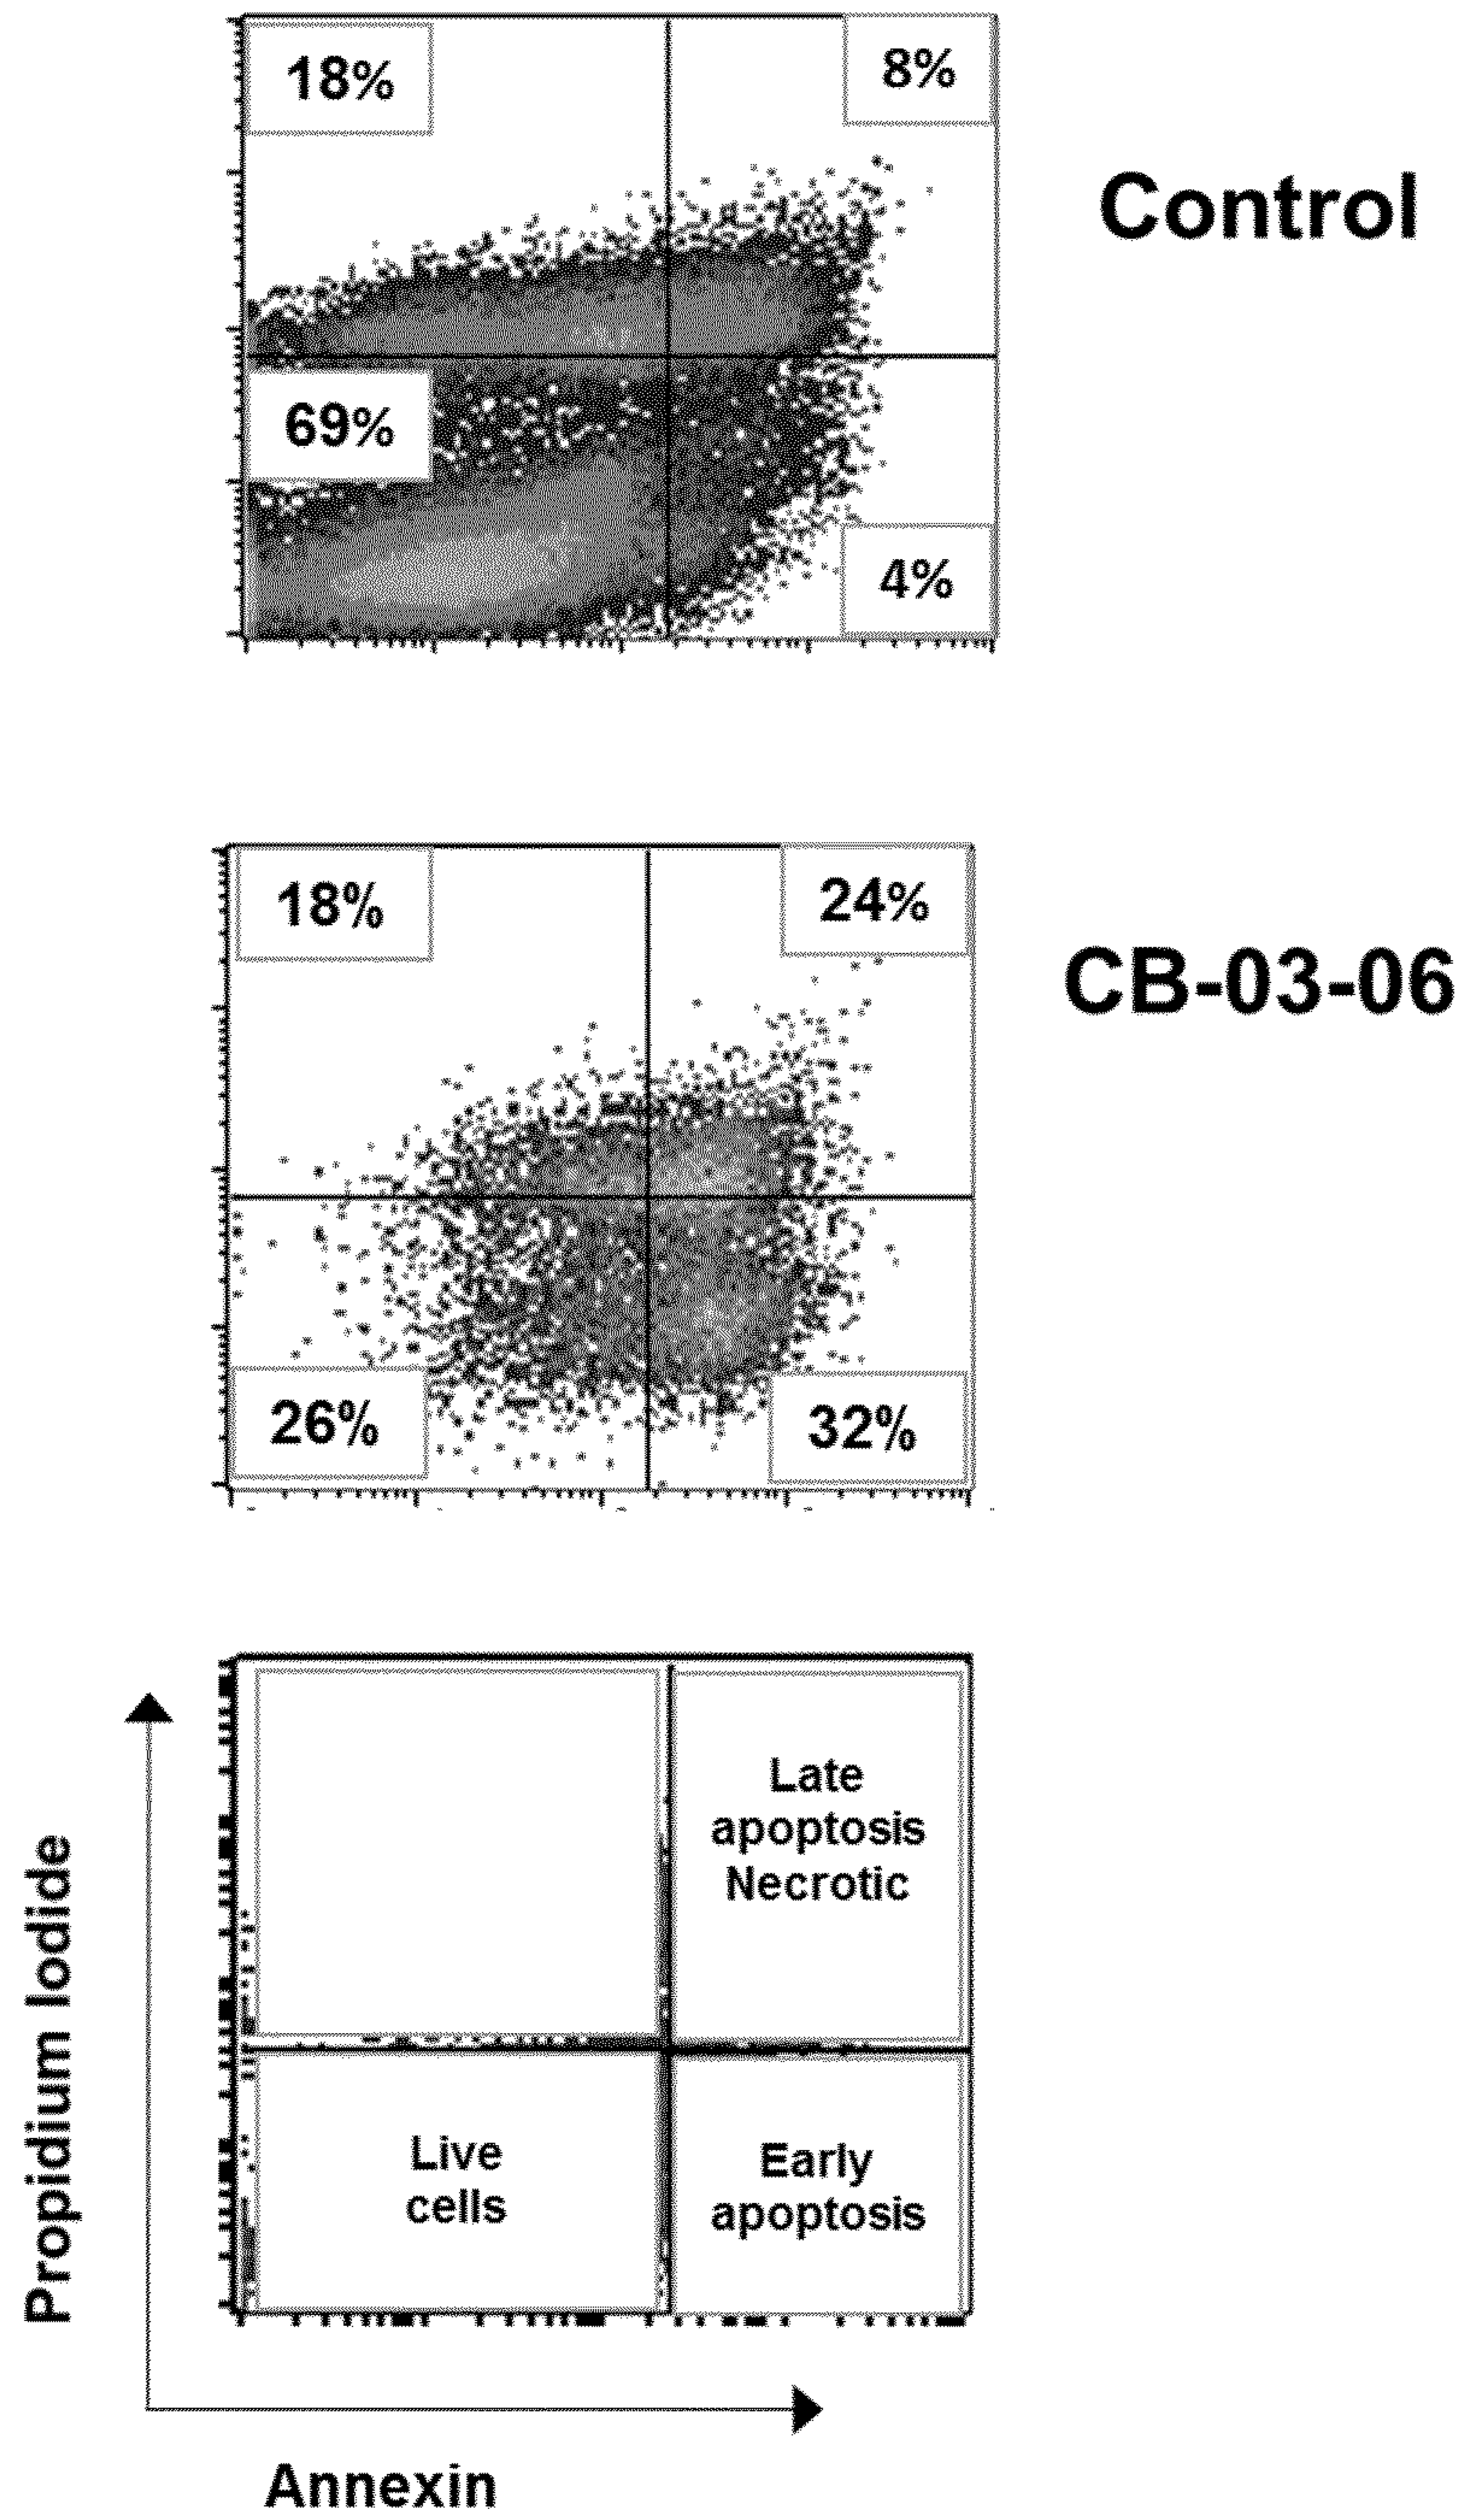 18%
8%
Control
69%
4%
18%
24%
CB-03-06
26%
32%
Late
apoptosis
Necrotic
Propidium Iodide
Live
cells
Early
apoptosis
Annexin